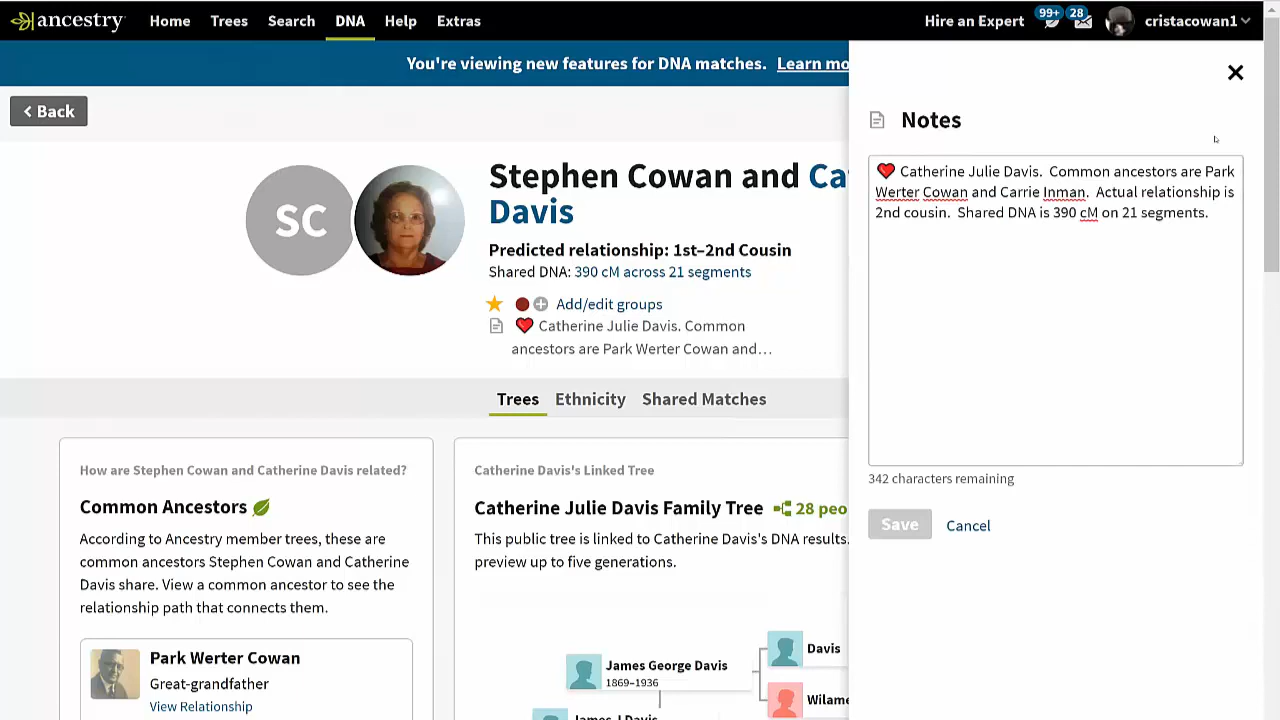 ancestry Home Trees Search DNA Help Extras Hire an Expert 99+ 28 cristacowan1
You're viewing new features for DNA matches. Learn mo
Back
SC
Stephen Cowan and Ca
Davis
Predicted relationship: 1st–2nd Cousin
Shared DNA: 390 cM across 21 segments
Add/edit groups
❤️ Catherine Julie Davis. Common
ancestors are Park Werter Cowan and…
Trees Ethnicity Shared Matches
How are Stephen Cowan and Catherine Davis related?
Common Ancestors
According to Ancestry member trees, these are
common ancestors Stephen Cowan and Catherine
Davis share. View a common ancestor to see the
relationship path that connects them.
Park Werter Cowan
Great-grandfather
View Relationship
Catherine Davis's Linked Tree
Catherine Julie Davis Family Tree 28 peo
This public tree is linked to Catherine Davis's DNA results.
preview up to five generations.
James George Davis
1869–1936
Davis
Wilame
James J Davis
Notes
❤️ Catherine Julie Davis. Common ancestors are Park
Werter Cowan and Carrie Inman. Actual relationship is
2nd cousin. Shared DNA is 390 cM on 21 segments.
342 characters remaining
Save Cancel